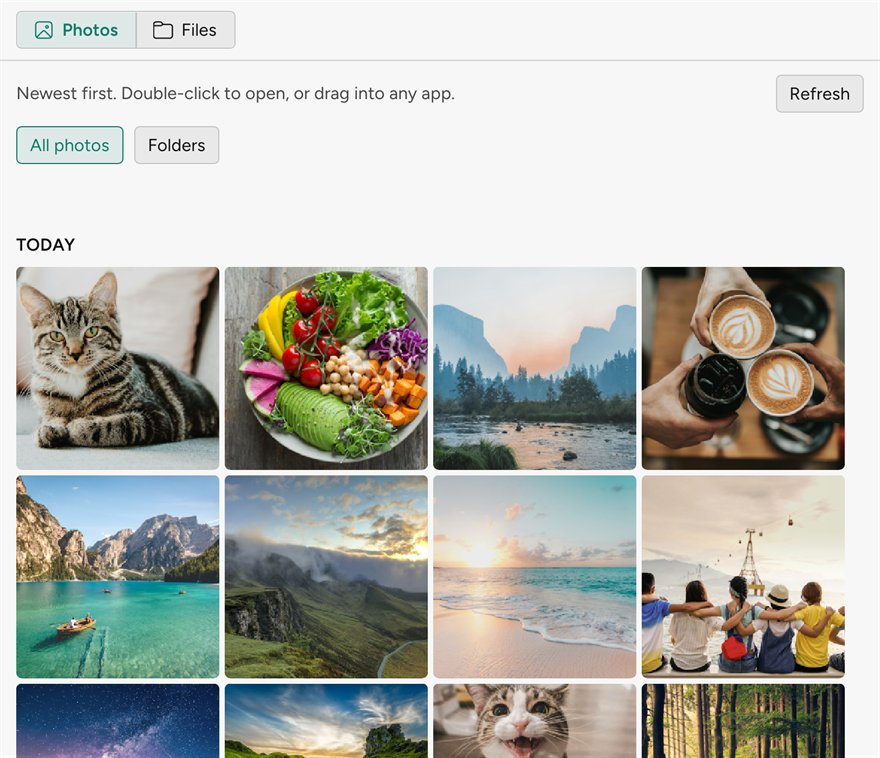 Photos Files
Newest first. Double-click to open, or drag into any app.
Refresh
All photos Folders
TODAY